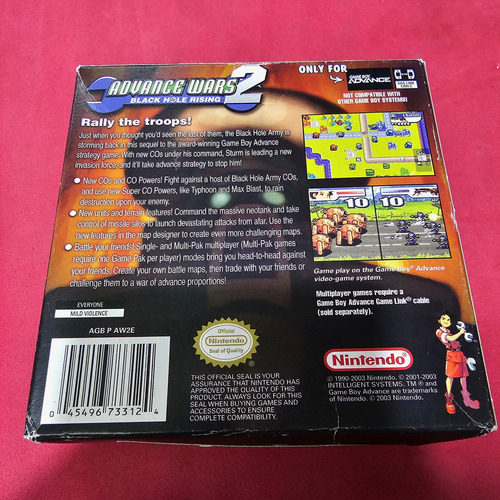 ADVANCE WARS 2
BLACK HOLE RISING
Rally the troops!
Just when you thought you'd seen the last of them, the Black Hole Army is
storming back in this sequel to the award-winning Game Boy Advance
strategy game. With new COs under his command, Sturm is leading a new
invasion force, and it'll take advance strategy to stop him!
• New COs and CO Powers! Fight against a host of Black Hole Army COs,
and use new Super CO Powers, like Typhoon and Max Blast, to rain
destruction upon your enemy.
• New units and terrain features! Command the massive neotank and take
control of missile silos to launch devastating attacks from afar. Use the
new features in the map designer to create even more challenging maps.
• Battle your friends! Single- and Multi-Pak multiplayer (Multi-Pak games
require one Game Pak per player) modes bring you head-to-head against
your friends. Create your own battle maps, then trade with your friends or
challenge them to a war of advance proportions!
ONLY FOR
GAME BOY
ADVANCE
NOT COMPATIBLE WITH
OTHER GAME BOY SYSTEMS!
10
10
Game play on the Game Boy® Advance
video-game system.
Multiplayer games require a
Game Boy Advance Game Link® cable
(sold separately).
EVERYONE
MILD VIOLENCE
AGB P AW2E
0 45496 73312 4
Official
Nintendo
Seal of Quality
THIS OFFICIAL SEAL IS YOUR
ASSURANCE THAT NINTENDO HAS
APPROVED THE QUALITY OF THIS
PRODUCT. ALWAYS LOOK FOR THIS
SEAL WHEN BUYING GAMES AND
ACCESSORIES TO ENSURE
COMPLETE COMPATIBILITY.
Nintendo
© 1990-2003 Nintendo. © 2001-2003
INTELLIGENT SYSTEMS. TM, ® and
Game Boy Advance are trademarks
of Nintendo. © 2003 Nintendo.